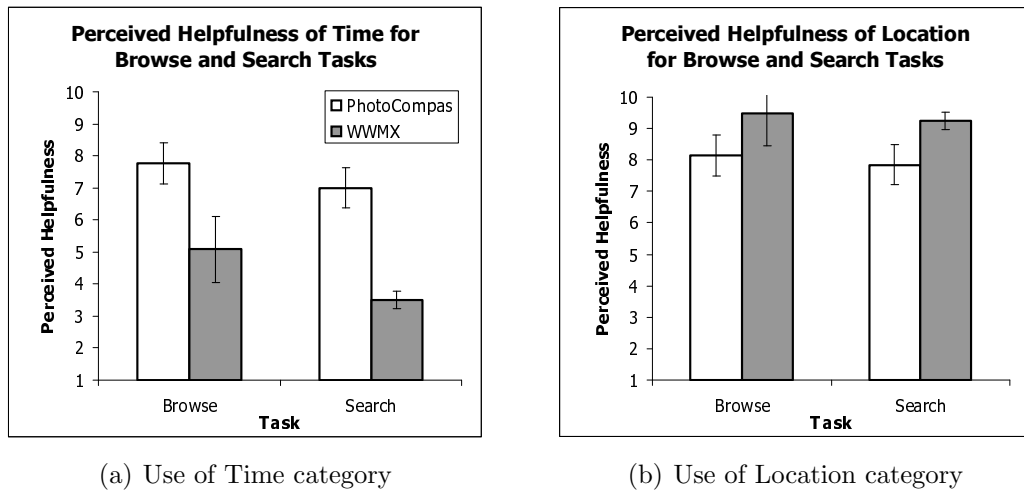 Perceived Helpfulness of Time for
Browse and Search Tasks
10
9
8
7
6
5
4
3
2
1
Perceived Helpfulness
PhotoCompas
WWMX
Browse
Search
Task
(a) Use of Time category
Perceived Helpfulness of Location
for Browse and Search Tasks
10
9
8
7
6
5
4
3
2
1
Perceived Helpfulness
Browse
Search
Task
(b) Use of Location category